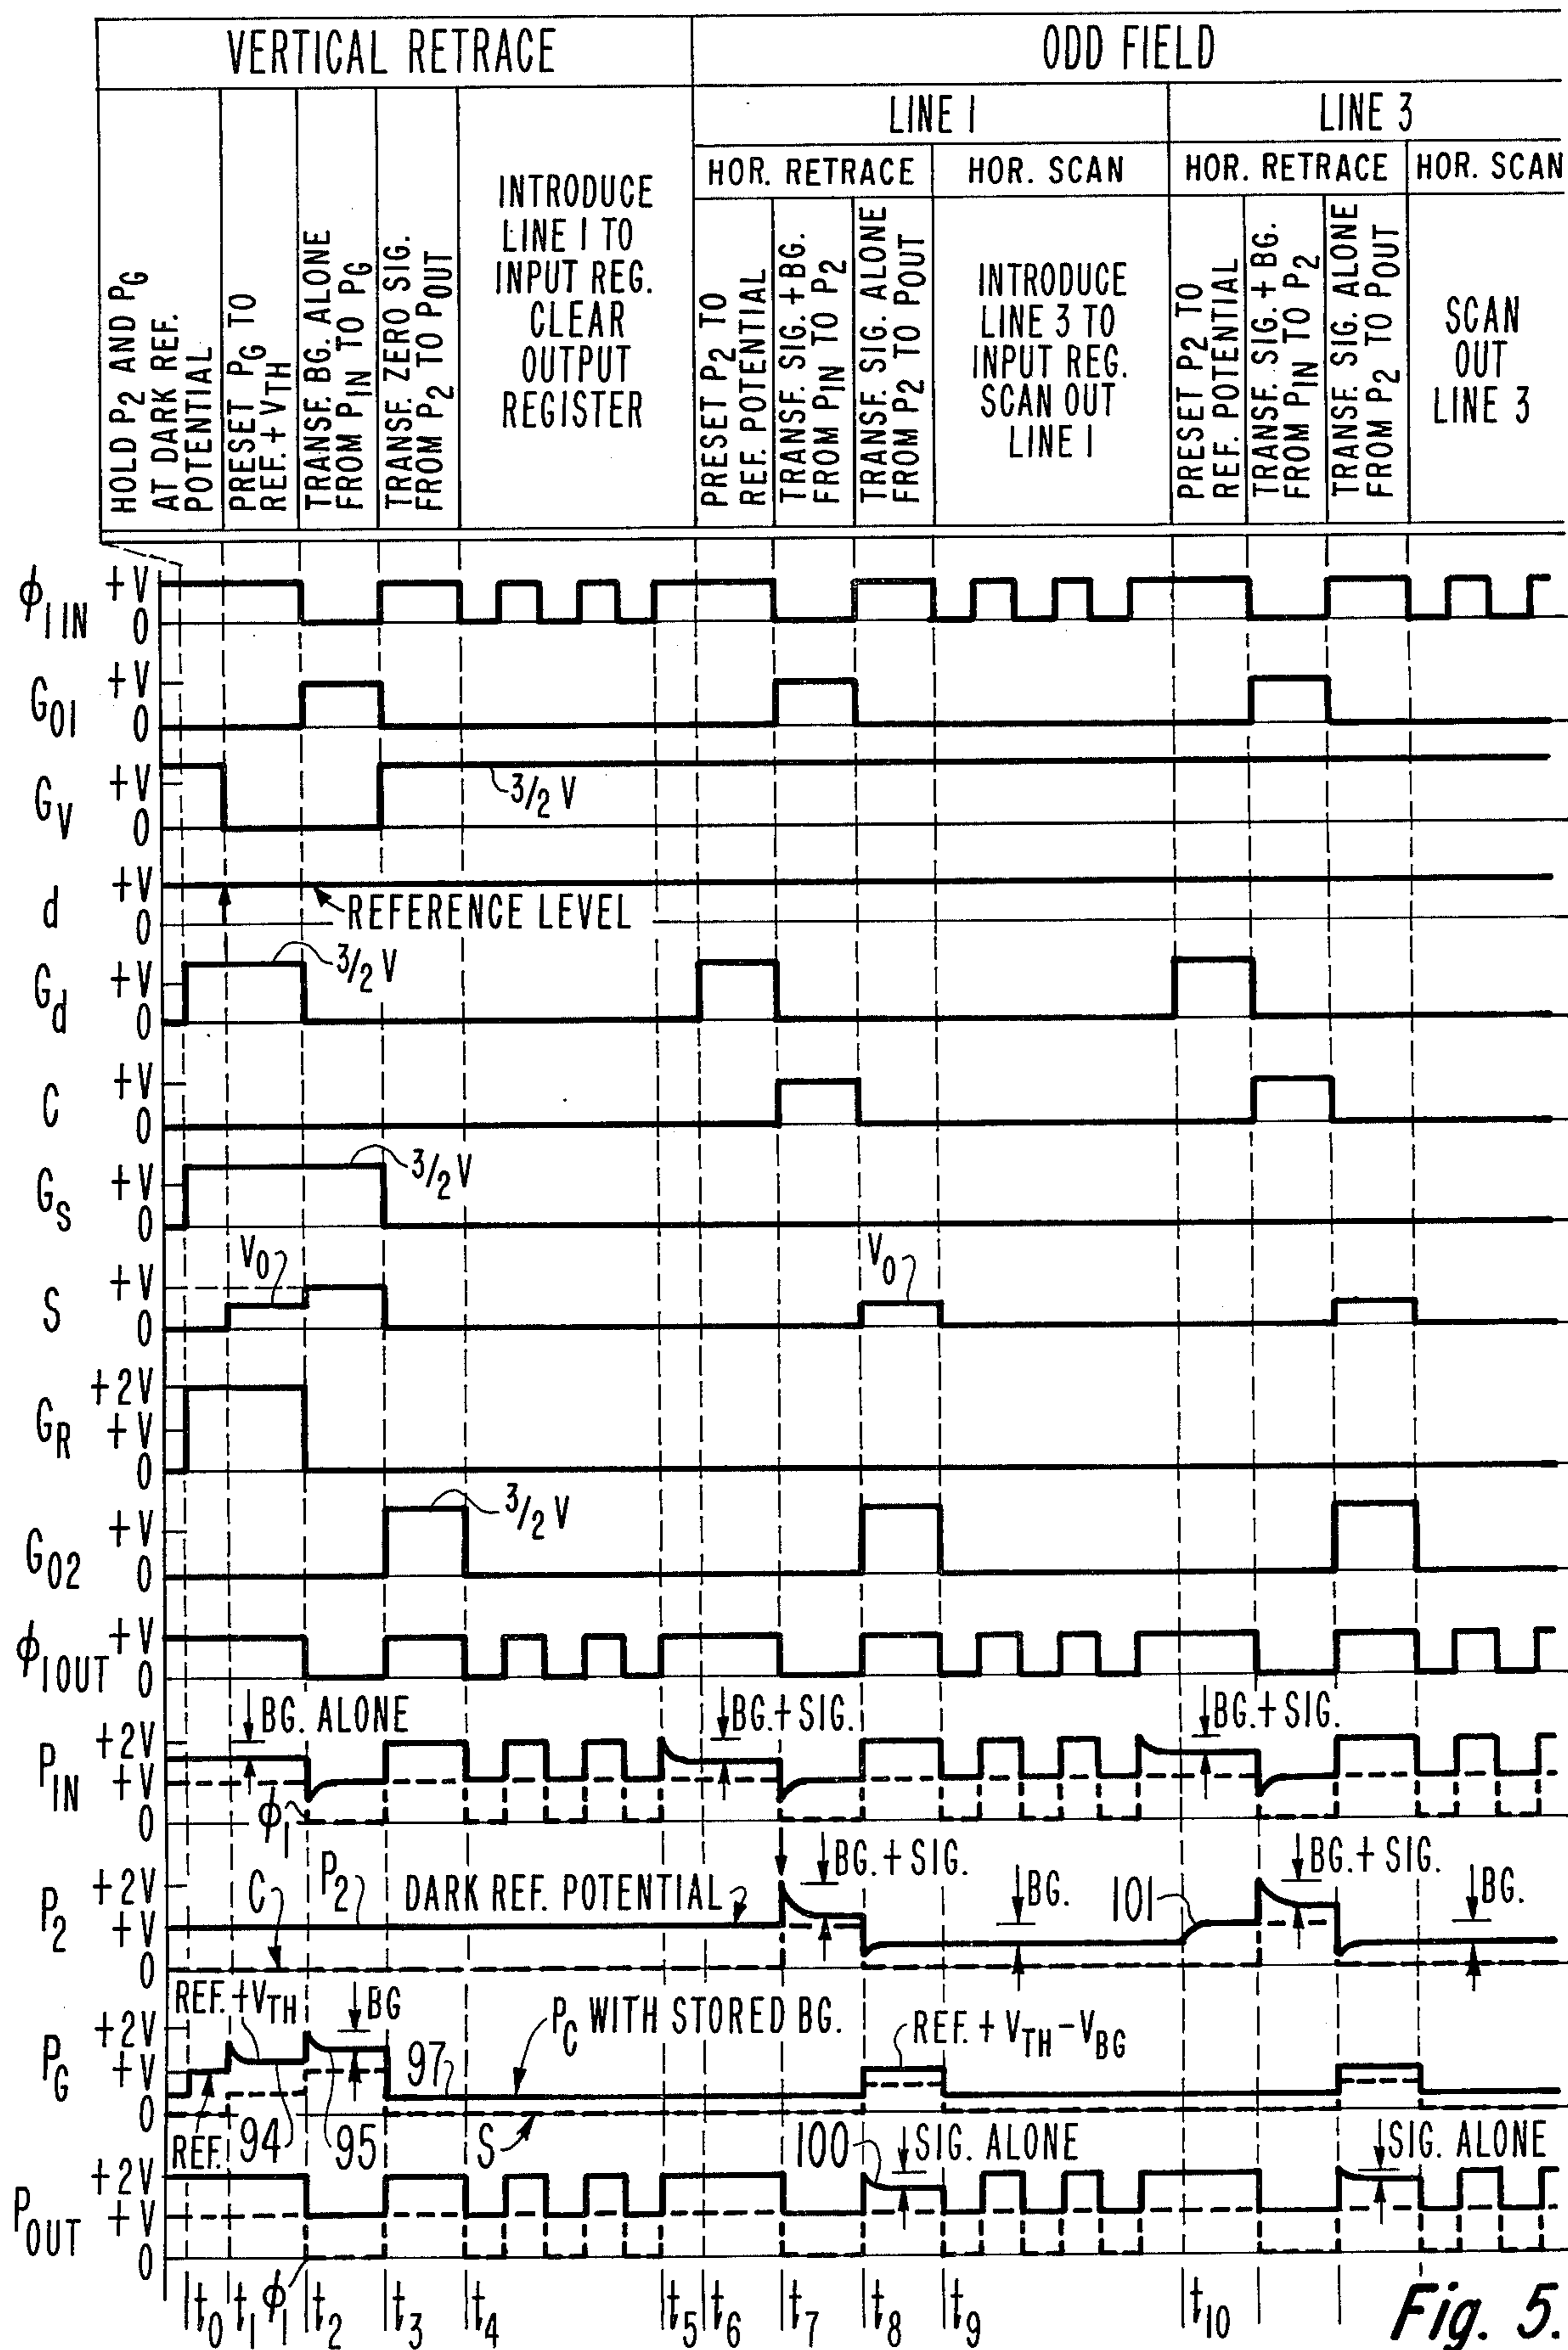 VERTICAL RETRACE
ODD FIELD
LINE 1
LINE 3
HOR. RETRACE
HOR. SCAN
HOR. RETRACE
HOR. SCAN
HOLD P2 AND PG
AT DARK REF.
POTENTIAL
PRESET PG TO
REF. + VTH
TRANSF. BG. ALONE
FROM PIN TO PG
TRANSF. ZERO SIG.
FROM P2 TO POUT
INTRODUCE
LINE 1 TO
INPUT REG.
CLEAR
OUTPUT
REGISTER
PRESET P2 TO
REF. POTENTIAL
TRANSF. SIG. + BG.
FROM PIN TO P2
TRANSF. SIG. ALONE
FROM P2 TO POUT
INTRODUCE
LINE 3 TO
INPUT REG.
SCAN OUT
LINE 1
PRESET P2 TO
REF. POTENTIAL
TRANSF. SIG. + BG.
FROM PIN TO P2
TRANSF. SIG. ALONE
FROM P2 TO POUT
SCAN
OUT
LINE 3
ϕ1IN +V
0
G01 +V
0
GV +V
0
3/2 V
d +V
0
REFERENCE LEVEL
Gd +V
0
3/2 V
C +V
0
GS +V
0
3/2 V
S +V
0
V0
V0
GR +2V
+V
0
G02 +V
0
3/2 V
ϕ1OUT +V
0
PIN +2V
+V
0
BG. ALONE
BG.+SIG.
BG.+SIG.
ϕ1
P2 +2V
+V
0
C
P2
DARK REF. POTENTIAL
BG.+SIG.
BG.
101
BG.+SIG.
BG.
PG +2V
+V
0
REF.+VTH
BG
97
PC WITH STORED BG.
REF. + VTH − VBG
REF. 94
95
S
POUT +2V
+V
0
100
SIG. ALONE
SIG. ALONE
t0 t1 ϕ1 t2 t3 t4 t5 t6 t7 t8 t9 t10
Fig. 5.